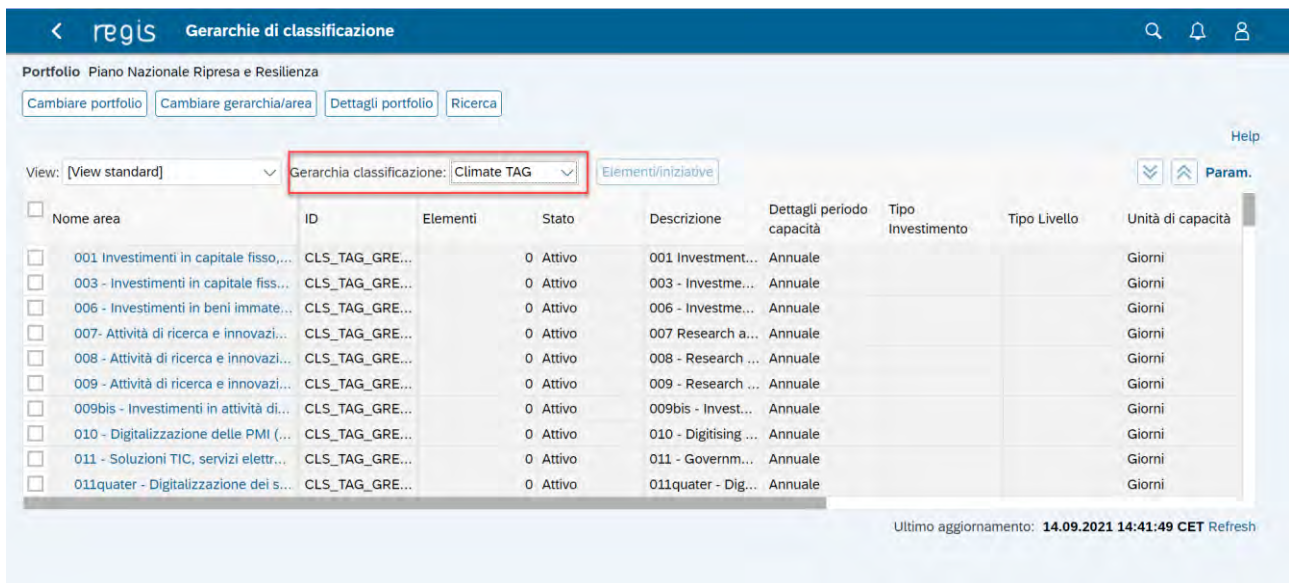 regis Gerarchie di classificazione
Portfolio Piano Nazionale Ripresa e Resilienza
Cambiare portfolio Cambiare gerarchia/area Dettagli portfolio Ricerca
Help
View: [View standard] Gerarchia classificazione: Climate TAG Elementi/iniziative Param.
Nome area ID Elementi Stato Descrizione Dettagli periodo capacità Tipo Investimento Tipo Livello Unità di capacità
001 Investimenti in capitale fisso,... CLS_TAG_GRE... 0 Attivo 001 Investment... Annuale Giorni
003 - Investimenti in capitale fiss... CLS_TAG_GRE... 0 Attivo 003 - Investme... Annuale Giorni
006 - Investimenti in beni immate... CLS_TAG_GRE... 0 Attivo 006 - Investme... Annuale Giorni
007- Attività di ricerca e innovazi... CLS_TAG_GRE... 0 Attivo 007 Research a... Annuale Giorni
008 - Attività di ricerca e innovazi... CLS_TAG_GRE... 0 Attivo 008 - Research ... Annuale Giorni
009 - Attività di ricerca e innovazi... CLS_TAG_GRE... 0 Attivo 009 - Research ... Annuale Giorni
009bis - Investimenti in attività di... CLS_TAG_GRE... 0 Attivo 009bis - Invest... Annuale Giorni
010 - Digitalizzazione delle PMI (... CLS_TAG_GRE... 0 Attivo 010 - Digitising ... Annuale Giorni
011 - Soluzioni TIC, servizi elettr... CLS_TAG_GRE... 0 Attivo 011 - Governm... Annuale Giorni
011quater - Digitalizzazione dei s... CLS_TAG_GRE... 0 Attivo 011quater - Dig... Annuale Giorni
Ultimo aggiornamento: 14.09.2021 14:41:49 CET Refresh